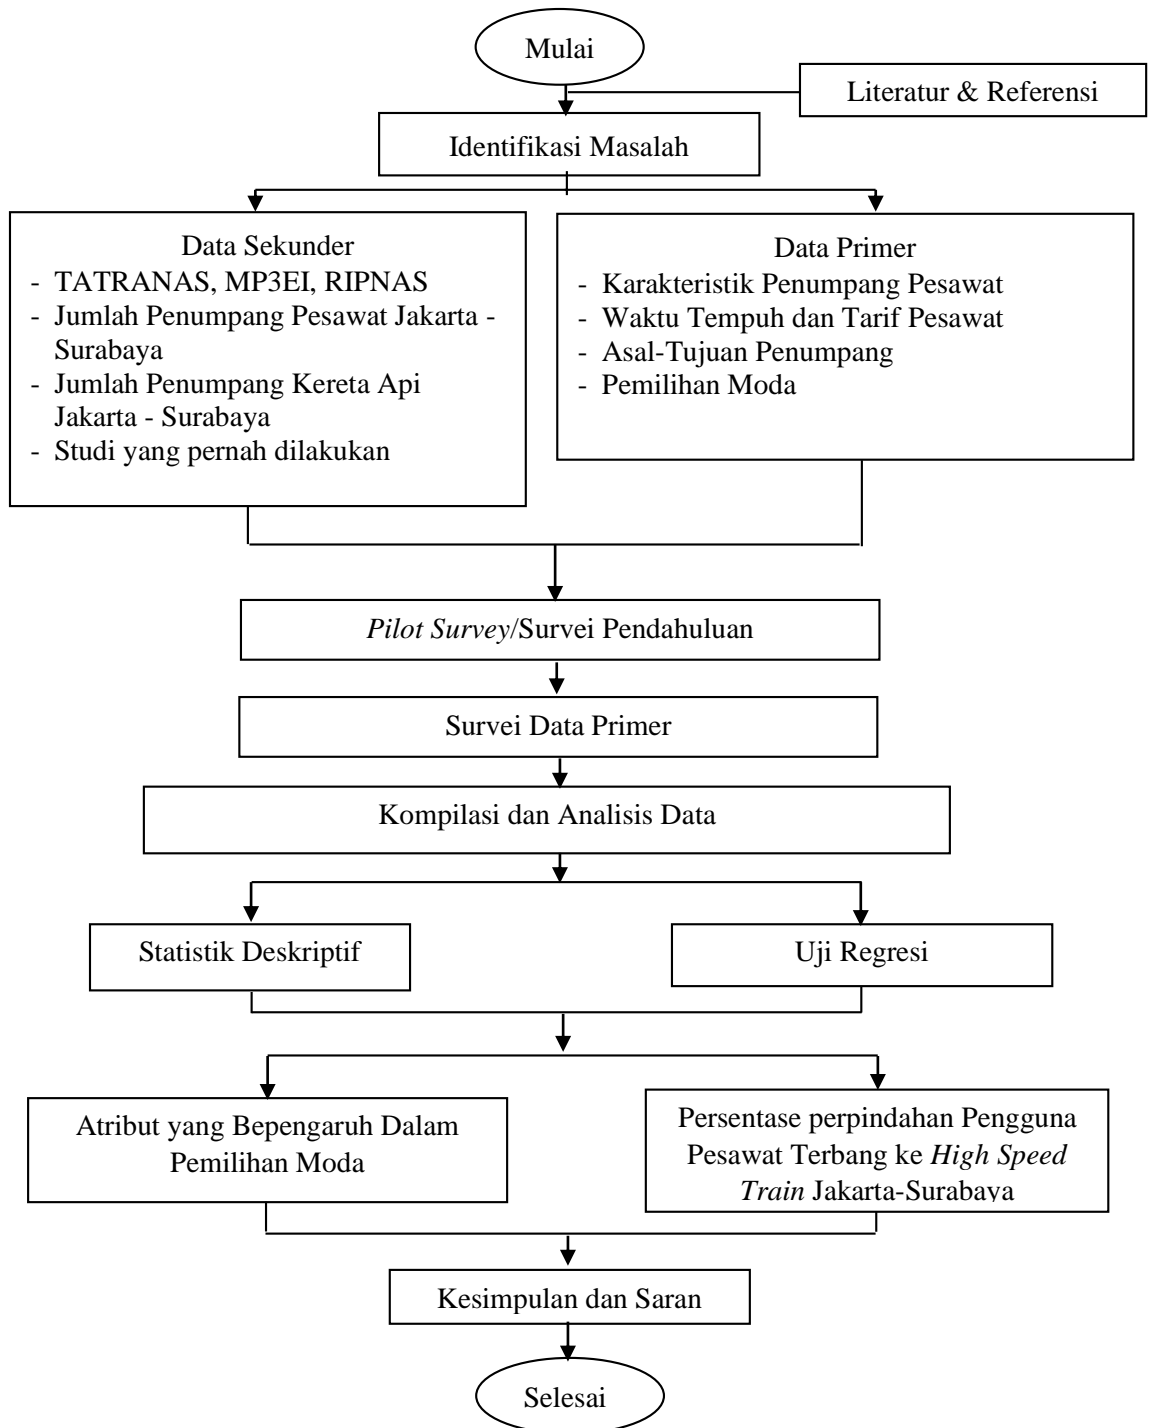 Mulai
Literatur & Referensi
Identifikasi Masalah
Data Sekunder
- TATRANAS, MP3EI, RIPNAS
- Jumlah Penumpang Pesawat Jakarta -
Surabaya
- Jumlah Penumpang Kereta Api
Jakarta - Surabaya
- Studi yang pernah dilakukan
Data Primer
- Karakteristik Penumpang Pesawat
- Waktu Tempuh dan Tarif Pesawat
- Asal-Tujuan Penumpang
- Pemilihan Moda
Pilot Survey/Survei Pendahuluan
Survei Data Primer
Kompilasi dan Analisis Data
Statistik Deskriptif
Uji Regresi
Atribut yang Bepengaruh Dalam
Pemilihan Moda
Persentase perpindahan Pengguna
Pesawat Terbang ke High Speed
Train Jakarta-Surabaya
Kesimpulan dan Saran
Selesai